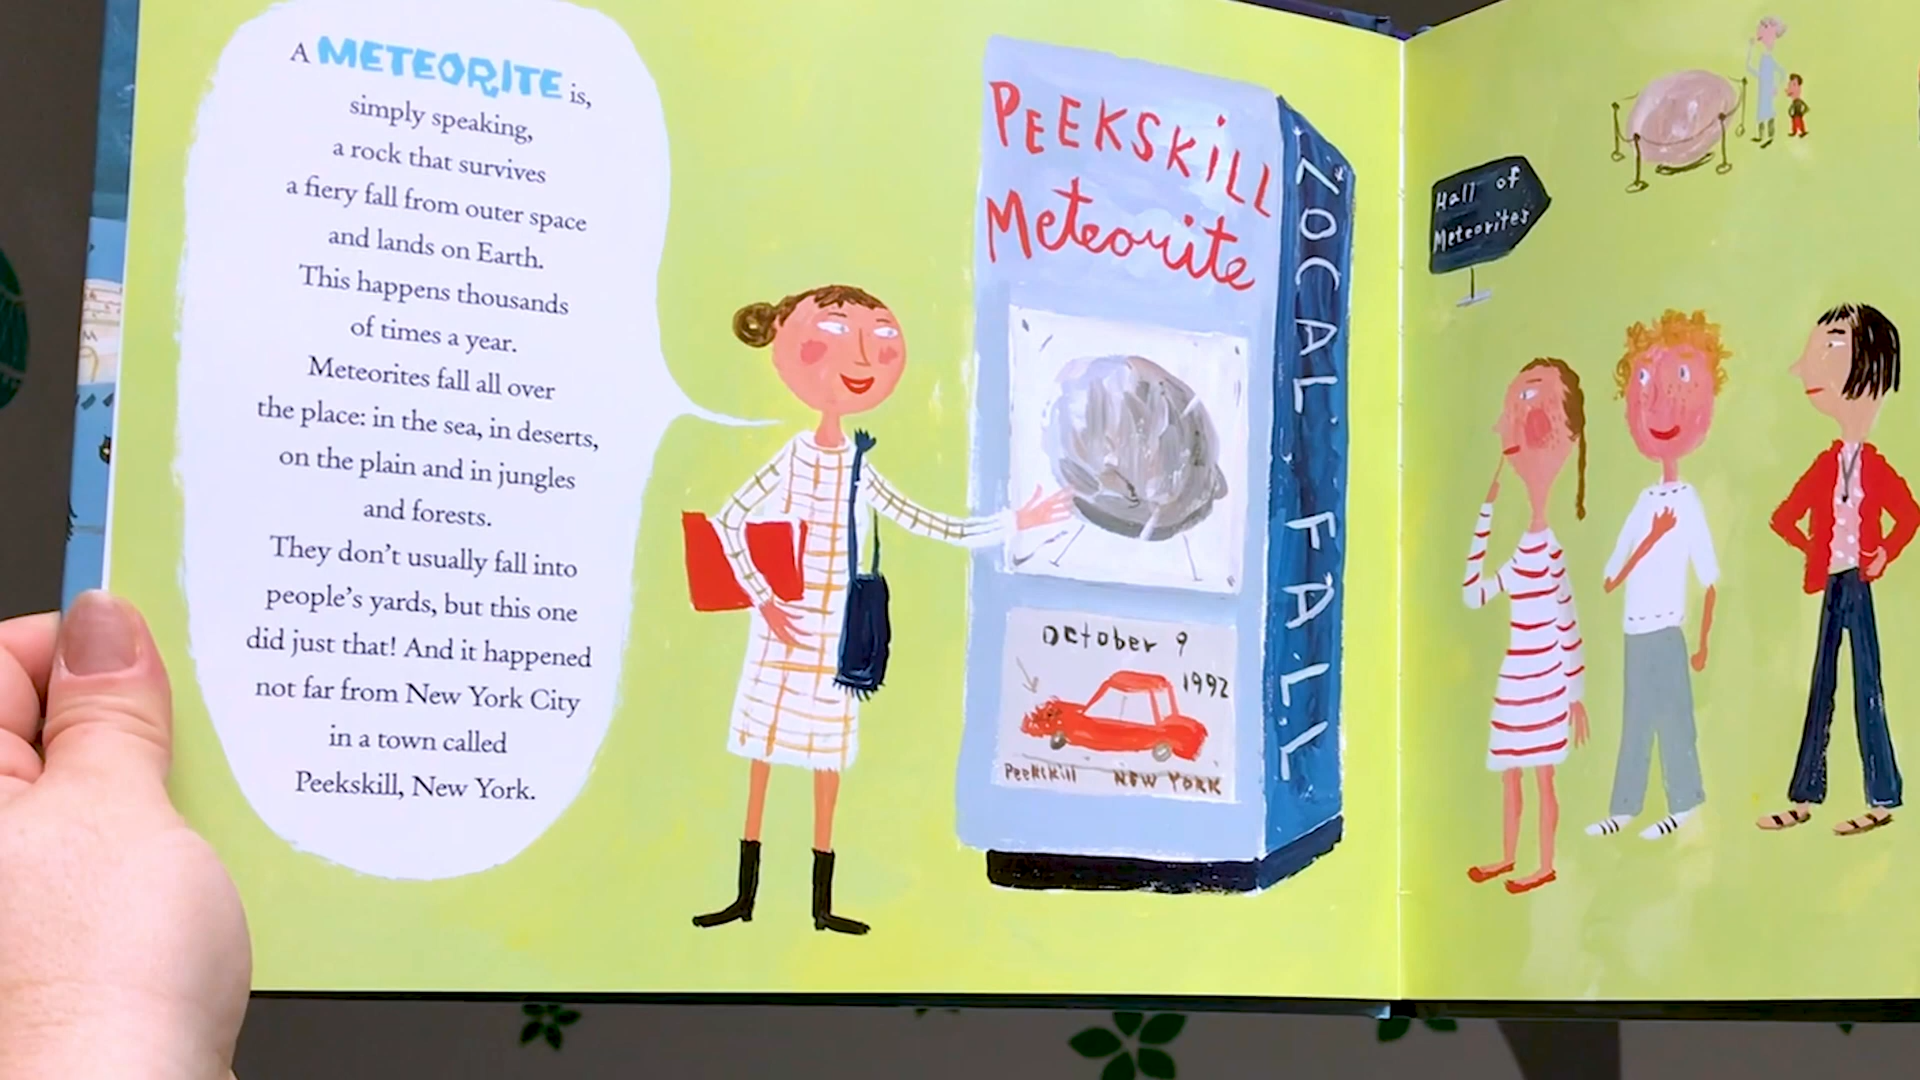 A METEORITE is,
simply speaking,
a rock that survives
a fiery fall from outer space
and lands on Earth.
This happens thousands
of times a year.
Meteorites fall all over
the place: in the sea, in deserts,
on the plain and in jungles
and forests.
They don't usually fall into
people's yards, but this one
did just that! And it happened
not far from New York City
in a town called
Peekskill, New York.
PEEKSKiLL
Meteorite
October 9
1992
Peekskill NEW YORK
LOCAL FALL
Hall of
Meteorites